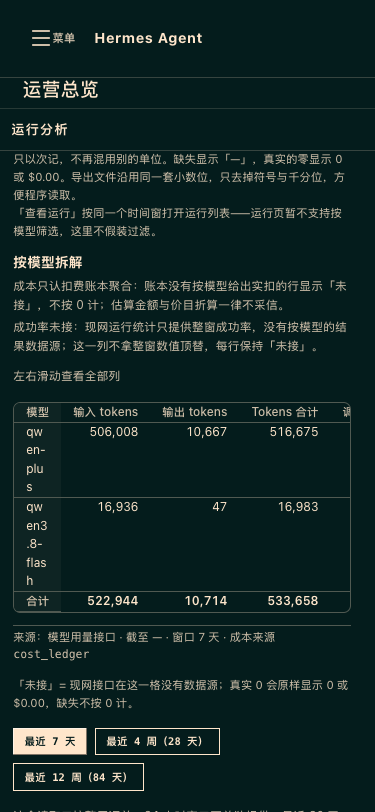 菜单 Hermes Agent
运营总览
运行分析
只以次记，不再混用别的单位。缺失显示「—」，真实的零显示 0
或 $0.00。导出文件沿用同一套小数位，只去掉符号与千分位，方
便程序读取。
「查看运行」按同一个时间窗打开运行列表——运行页暂不支持按
模型筛选，这里不假装过滤。
按模型拆解
成本只认扣费账本聚合：账本没有按模型给出实扣的行显示「未
接」，不按 0 计；估算金额与价目折算一律不采信。
成功率未接：现网运行统计只提供整窗成功率，没有按模型的结
果数据源；这一列不拿整窗数值顶替，每行保持「未接」。
左右滑动查看全部列
模型 输入 tokens 输出 tokens Tokens 合计
qw 506,008 10,667 516,675
en-
plu
s
qw 16,936 47 16,983
en3
.8-
flas
h
合计 522,944 10,714 533,658
来源：模型用量接口 · 截至 — · 窗口 7 天 · 成本来源
cost_ledger
「未接」= 现网接口在这一格没有数据源；真实 0 会原样显示 0 或
$0.00，缺失不按 0 计。
最近 7 天 最近 4 周（28 天）
最近 12 周（84 天）